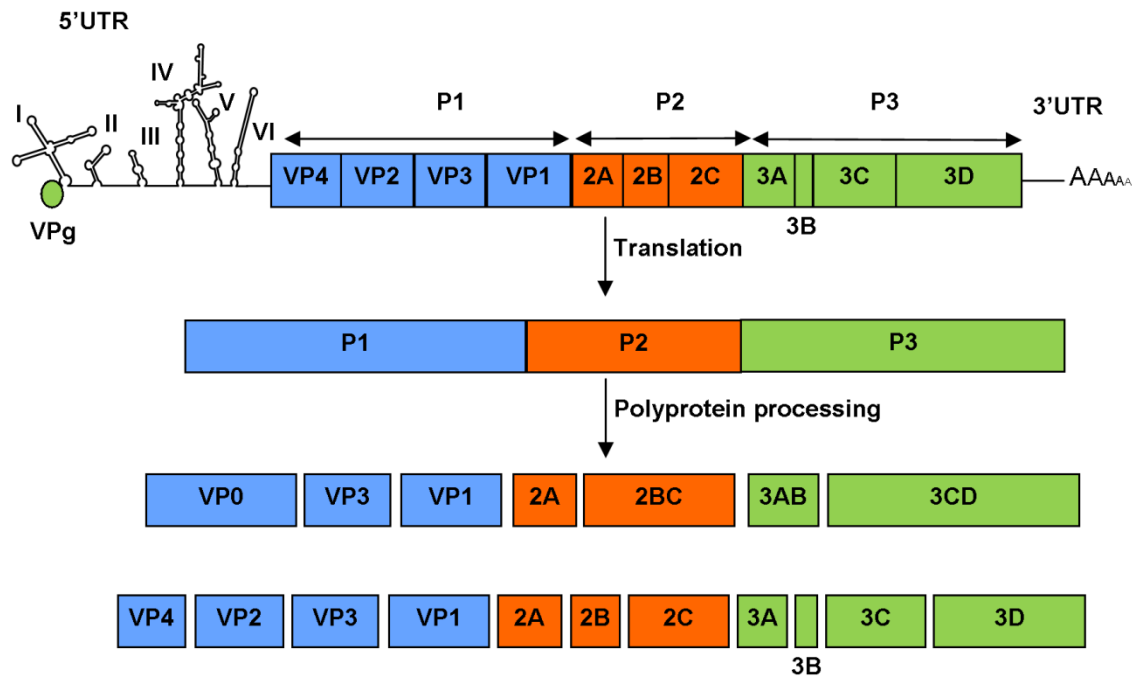 5'UTR
I II III IV V VI
P1 P2 P3 3'UTR
VPg
VP4 VP2 VP3 VP1 2A 2B 2C 3A 3C 3D AAAAAA
3B
Translation
P1 P2 P3
Polyprotein processing
VP0 VP3 VP1 2A 2BC 3AB 3CD
VP4 VP2 VP3 VP1 2A 2B 2C 3A 3C 3D
3B